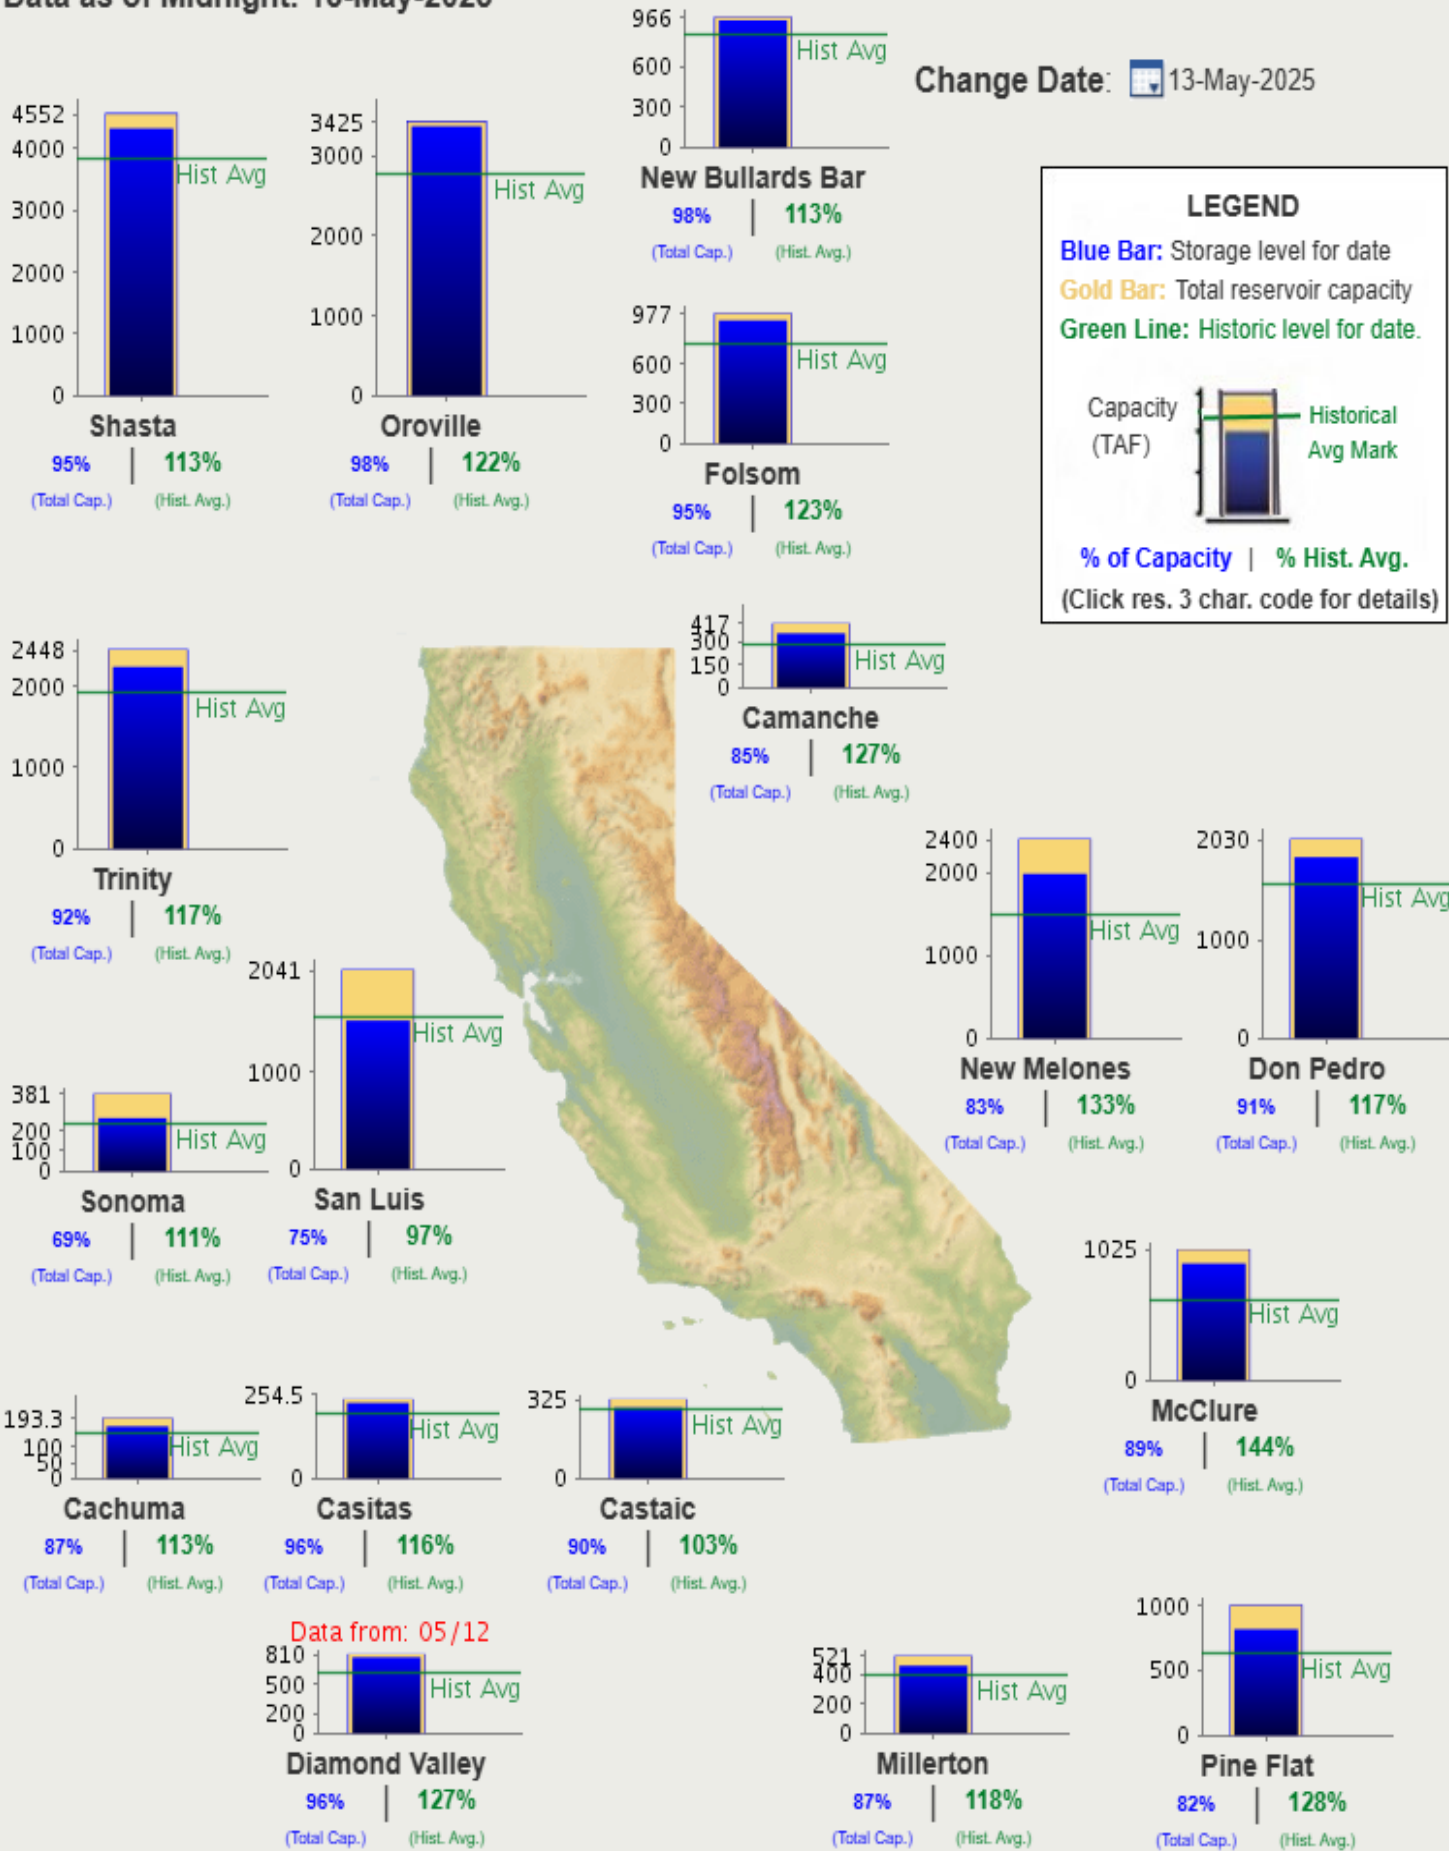 Data as of Midnight: 13-May-2025
966
600
300
0
Hist Avg
New Bullards Bar
98% | 113%
(Total Cap.) (Hist. Avg.)
Change Date: 13-May-2025
4552
4000
3000
2000
1000
0
Hist Avg
Shasta
95% | 113%
(Total Cap.) (Hist. Avg.)
3425
3000
2000
1000
0
Hist Avg
Oroville
98% | 122%
(Total Cap.) (Hist. Avg.)
977
600
300
0
Hist Avg
Folsom
95% | 123%
(Total Cap.) (Hist. Avg.)
LEGEND
Blue Bar: Storage level for date
Gold Bar: Total reservoir capacity
Green Line: Historic level for date.
Capacity
(TAF)
Historical
Avg Mark
% of Capacity | % Hist. Avg.
(Click res. 3 char. code for details)
417
300
150
0
Hist Avg
Camanche
85% | 127%
(Total Cap.) (Hist. Avg.)
2448
2000
1000
0
Hist Avg
Trinity
92% | 117%
(Total Cap.) (Hist. Avg.)
2400
2000
1000
0
Hist Avg
New Melones
83% | 133%
(Total Cap.) (Hist. Avg.)
2030
1000
0
Hist Avg
Don Pedro
91% | 117%
(Total Cap.) (Hist. Avg.)
2041
1000
0
Hist Avg
San Luis
75% | 97%
(Total Cap.) (Hist. Avg.)
381
200
100
0
Hist Avg
Sonoma
69% | 111%
(Total Cap.) (Hist. Avg.)
1025
0
Hist Avg
McClure
89% | 144%
(Total Cap.) (Hist. Avg.)
193.3
100
50
0
Hist Avg
Cachuma
87% | 113%
(Total Cap.) (Hist. Avg.)
254.5
0
Hist Avg
Casitas
96% | 116%
(Total Cap.) (Hist. Avg.)
325
0
Hist Avg
Castaic
90% | 103%
(Total Cap.) (Hist. Avg.)
Data from: 05/12
810
500
200
0
Hist Avg
Diamond Valley
96% | 127%
(Total Cap.) (Hist. Avg.)
521
400
200
0
Hist Avg
Millerton
87% | 118%
(Total Cap.) (Hist. Avg.)
1000
500
0
Hist Avg
Pine Flat
82% | 128%
(Total Cap.) (Hist. Avg.)